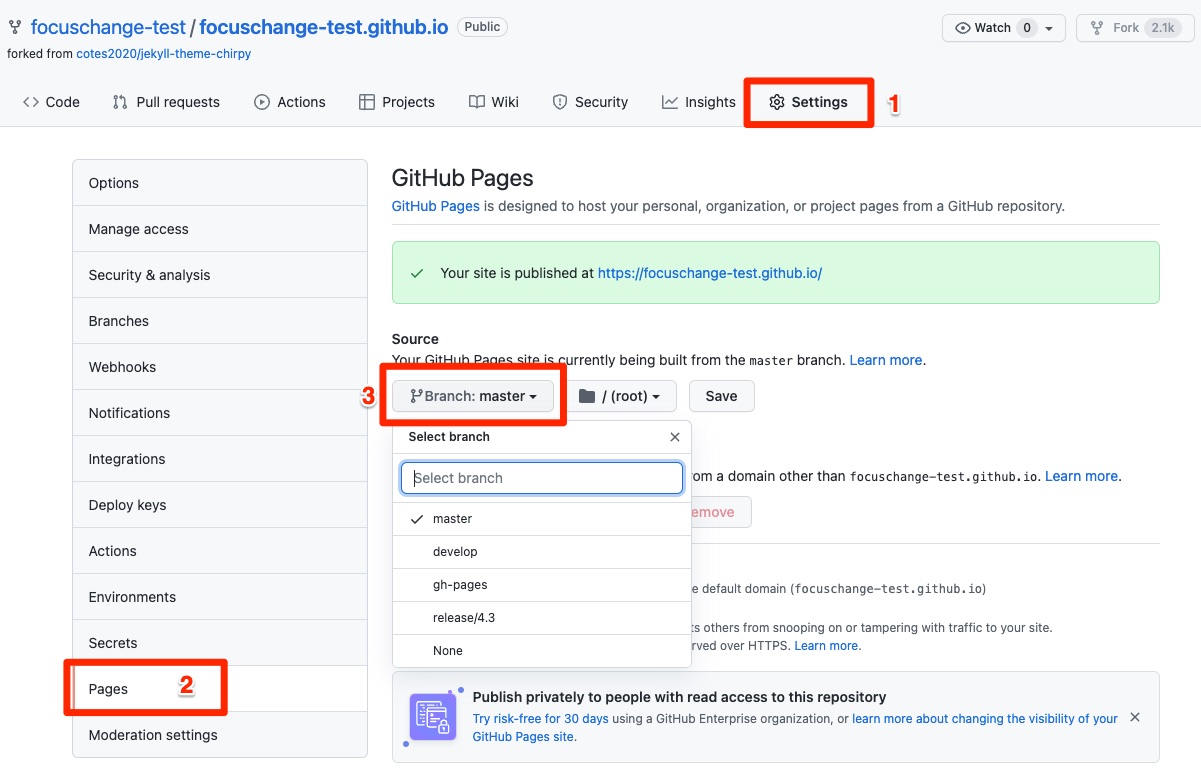 focuschange-test / focuschange-test.github.io Public
Watch 0
Fork 2.1k
forked from cotes2020/jekyll-theme-chirpy
Code
Pull requests
Actions
Projects
Wiki
Security
Insights
Settings
1
Options
Manage access
Security & analysis
Branches
Webhooks
Notifications
Integrations
Deploy keys
Actions
Environments
Secrets
Pages
2
Moderation settings
GitHub Pages
GitHub Pages is designed to host your personal, organization, or project pages from a GitHub repository.
Your site is published at https://focuschange-test.github.io/
Source
Your GitHub Pages site is currently being built from the master branch. Learn more.
3
Branch: master
/ (root)
Save
Select branch
Select branch
master
develop
gh-pages
release/4.3
None
om a domain other than focuschange-test.github.io. Learn more.
emove
e default domain (focuschange-test.github.io)
ts others from snooping on or tampering with traffic to your site.
rved over HTTPS. Learn more.
Publish privately to people with read access to this repository
Try risk-free for 30 days using a GitHub Enterprise organization, or learn more about changing the visibility of your
GitHub Pages site.